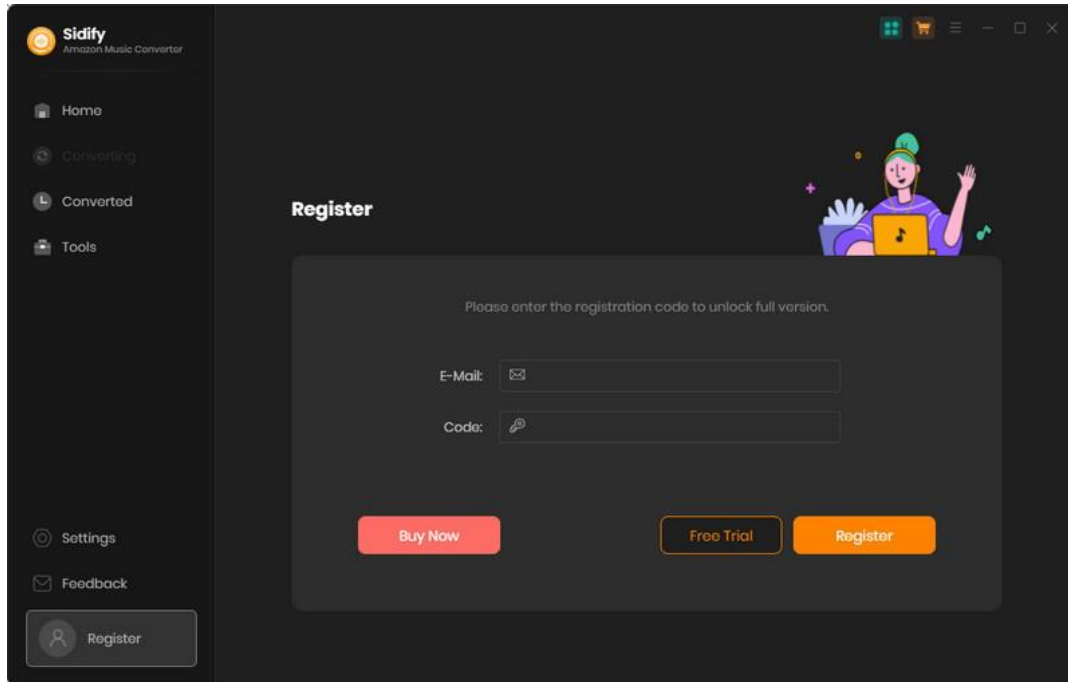 Sidify
Amazon Music Converter
Home
Converting
Converted
Tools
Settings
Feedback
Register
Register
Please enter the registration code to unlock full version.
E-Mail:
Code:
Buy Now
Free Trial
Register